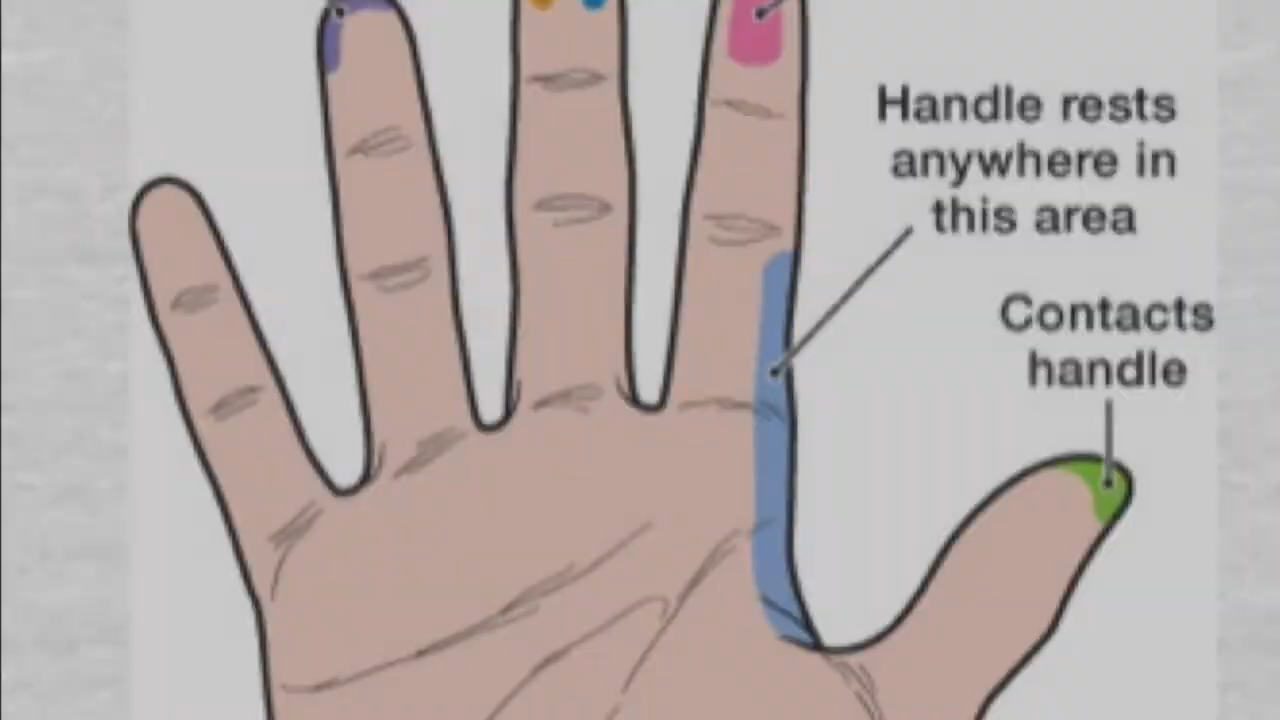 Handle rests
anywhere in
this area
Contacts
handle